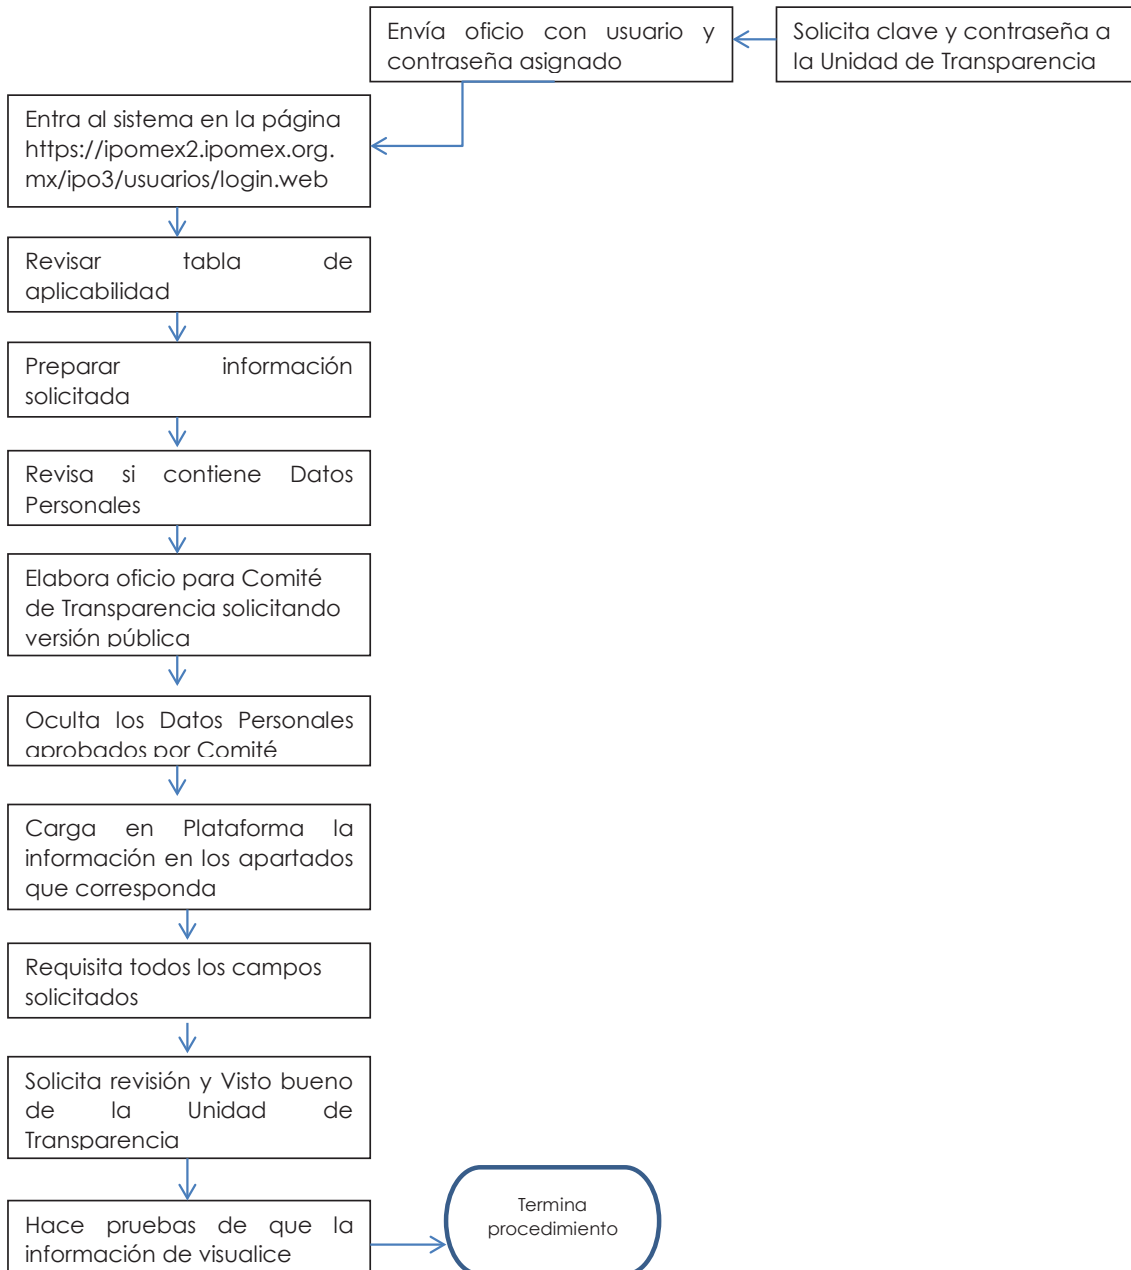 Envía oficio con usuario y
contraseña asignado
Solicita clave y contraseña a
la Unidad de Transparencia
Entra al sistema en la página
https://ipomex2.ipomex.org.
mx/ipo3/usuarios/login.web
Revisar tabla de
aplicabilidad
Preparar información
solicitada
Revisa si contiene Datos
Personales
Elabora oficio para Comité
de Transparencia solicitando
versión pública
Oculta los Datos Personales
aprobados por Comité
Carga en Plataforma la
información en los apartados
que corresponda
Requisita todos los campos
solicitados
Solicita revisión y Visto bueno
de la Unidad de
Transparencia
Hace pruebas de que la
información de visualice
Termina
procedimiento